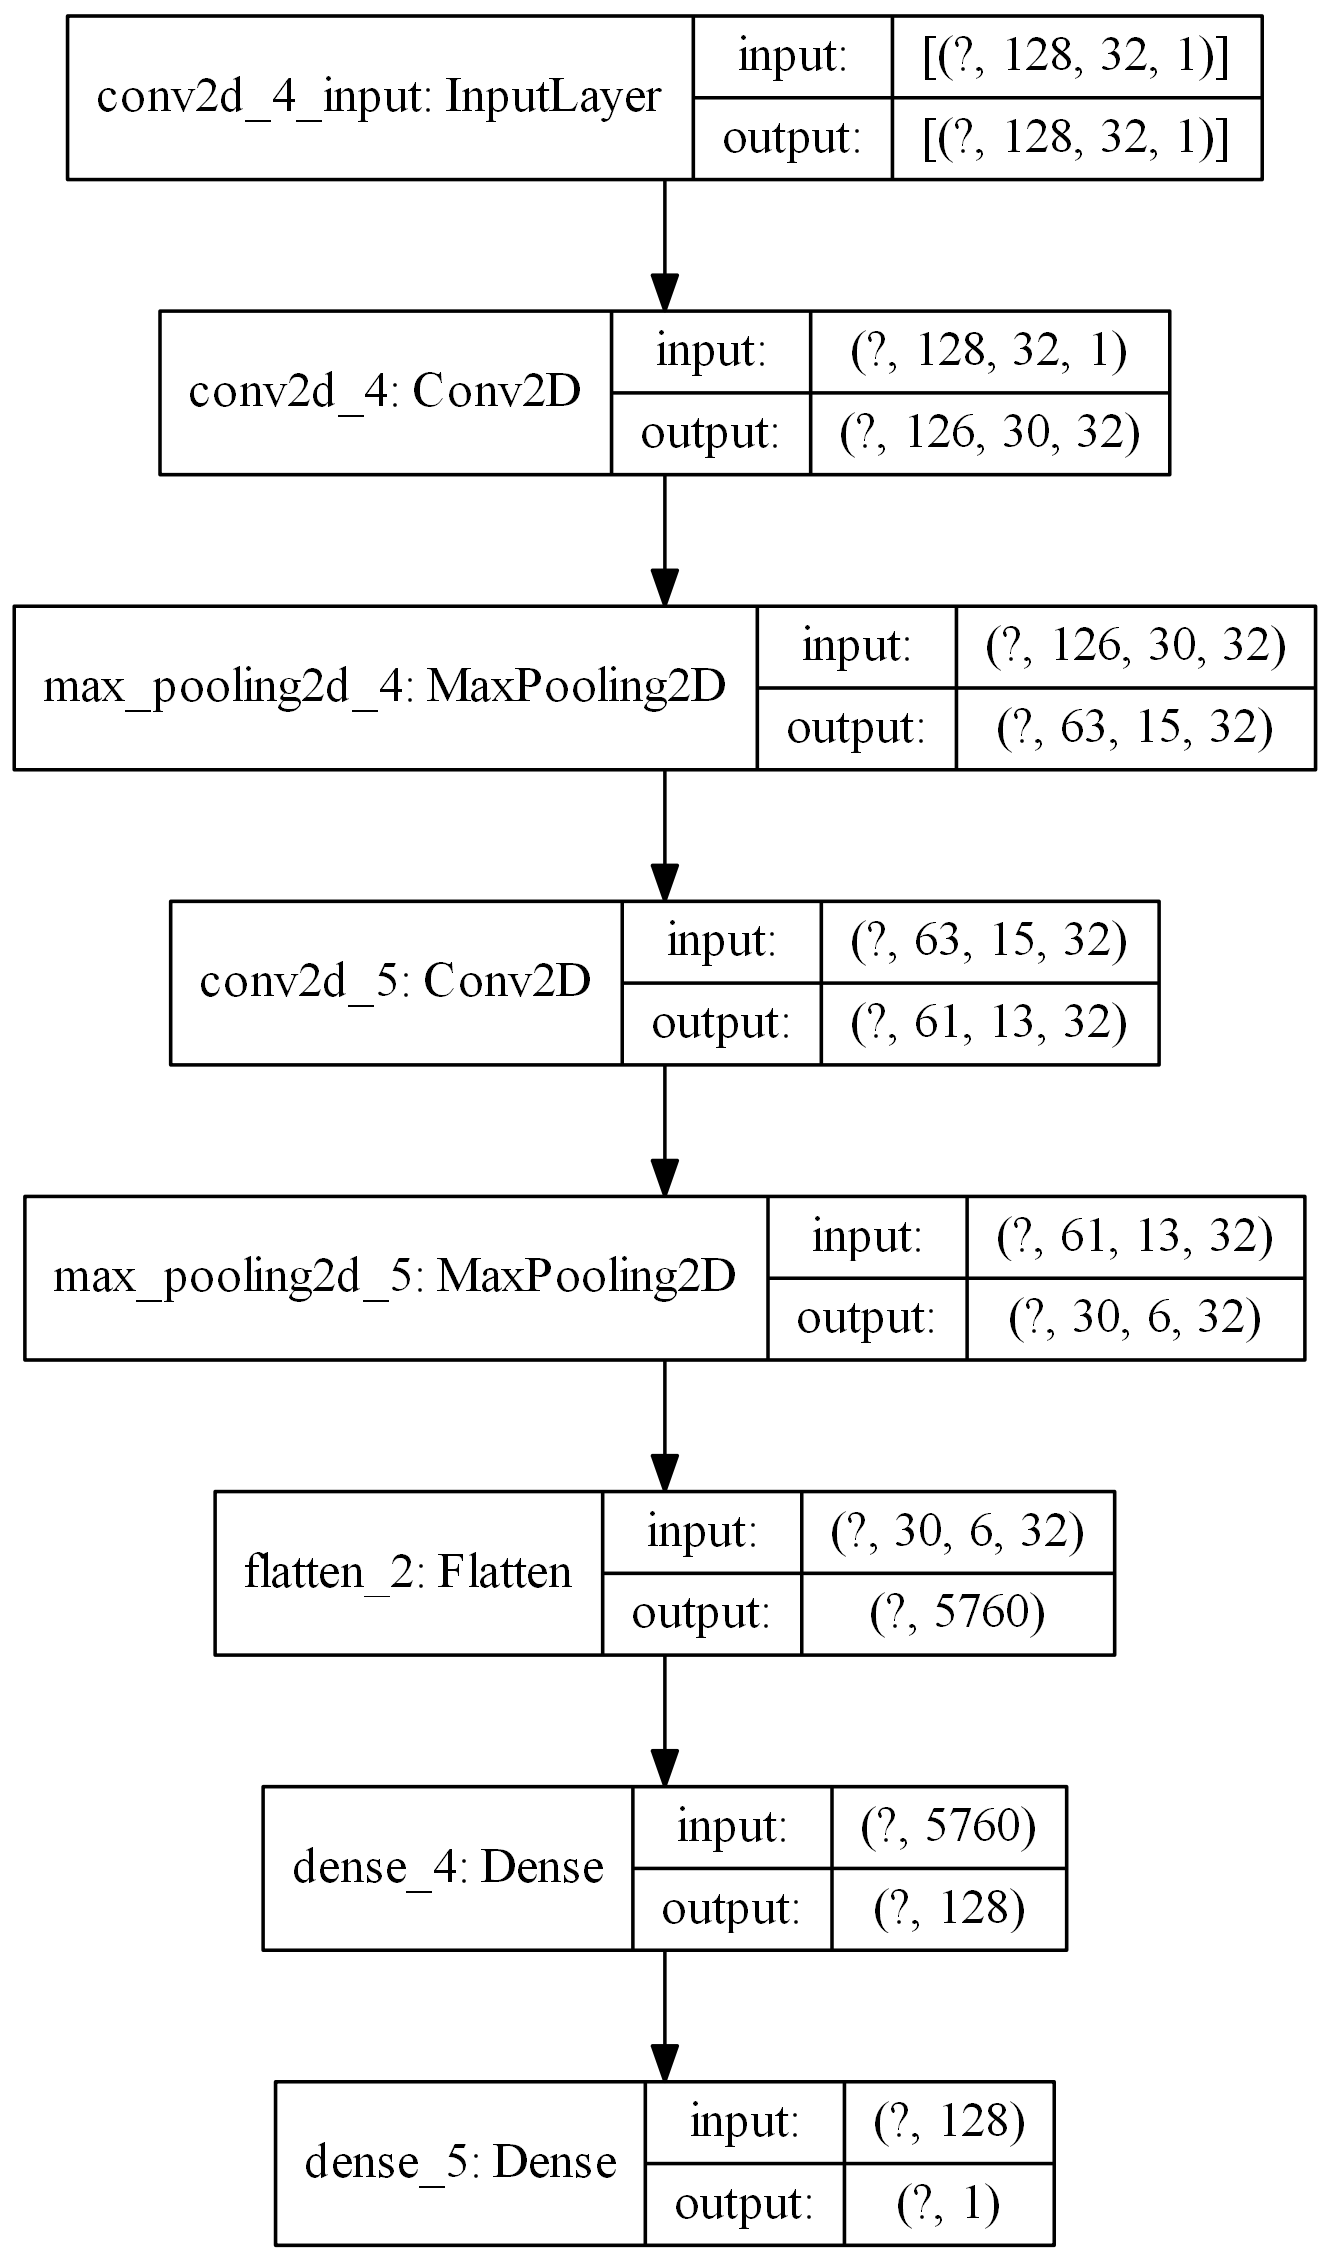 conv2d_4_input: InputLayer
input:
[(?, 128, 32, 1)]
output:
[(?, 128, 32, 1)]
conv2d_4: Conv2D
input:
(?, 128, 32, 1)
output:
(?, 126, 30, 32)
max_pooling2d_4: MaxPooling2D
input:
(?, 126, 30, 32)
output:
(?, 63, 15, 32)
conv2d_5: Conv2D
input:
(?, 63, 15, 32)
output:
(?, 61, 13, 32)
max_pooling2d_5: MaxPooling2D
input:
(?, 61, 13, 32)
output:
(?, 30, 6, 32)
flatten_2: Flatten
input:
(?, 30, 6, 32)
output:
(?, 5760)
dense_4: Dense
input:
(?, 5760)
output:
(?, 128)
dense_5: Dense
input:
(?, 128)
output:
(?, 1)